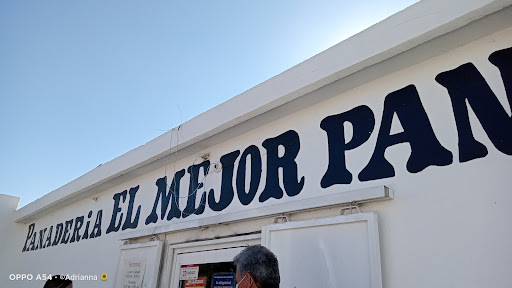 PANADERiA EL MEJOR PAN
OPPO A54 · ©Adrianna